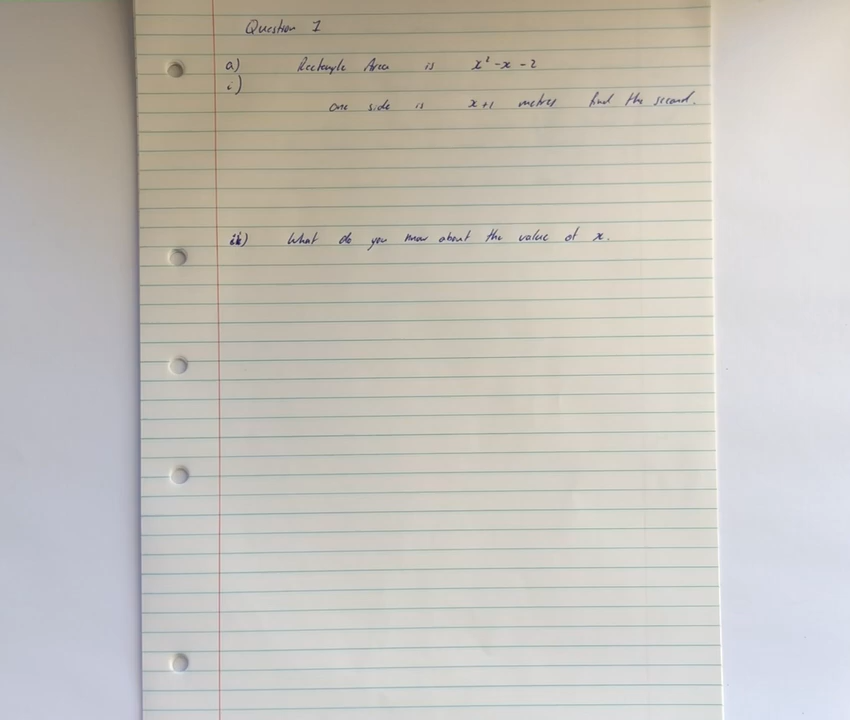 Question 1
a) Rectangle Area is x² - x - 2
i)
one side is x+1 metres find the second.
ii) What do you know about the value of x.